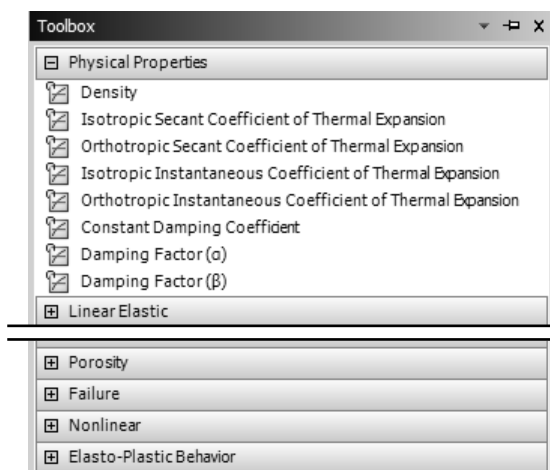 Toolbox
Physical Properties
Density
Isotropic Secant Coefficient of Thermal Expansion
Orthotropic Secant Coefficient of Thermal Expansion
Isotropic Instantaneous Coefficient of Thermal Expansion
Orthotropic Instantaneous Coefficient of Thermal Expansion
Constant Damping Coefficient
Damping Factor (α)
Damping Factor (β)
Linear Elastic
Porosity
Failure
Nonlinear
Elasto-Plastic Behavior